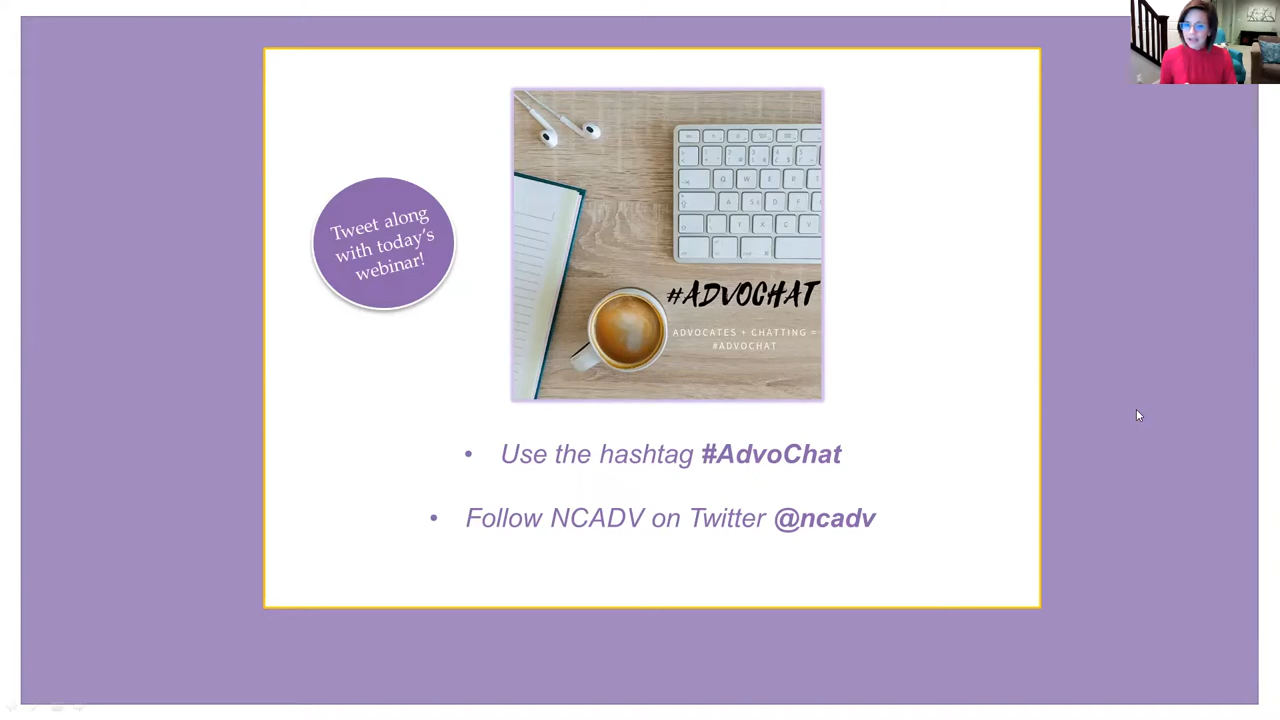 Tweet along
with today's
webinar!
#ADVOCHAT
ADVOCATES + CHATTING =
#ADVOCHAT
Q W E R T
A S D F G
Z X C V
• Use the hashtag #AdvoChat
• Follow NCADV on Twitter @ncadv